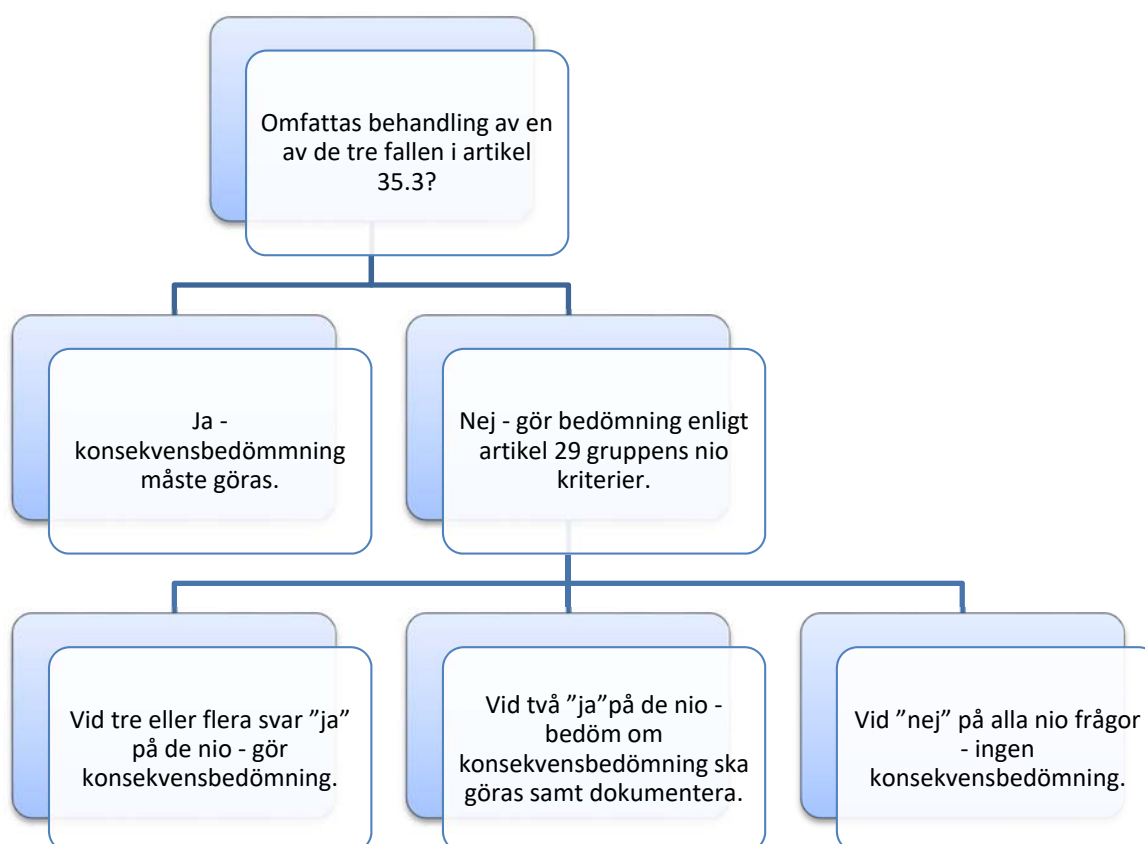 Omfattas behandling av en
av de tre fallen i artikel
35.3?
Ja -
konsekvensbedömmning
måste göras.
Nej - gör bedömning enligt
artikel 29 gruppens nio
kriterier.
Vid tre eller flera svar ”ja”
på de nio - gör
konsekvensbedömning.
Vid två ”ja”på de nio -
bedöm om
konsekvensbedömning ska
göras samt dokumentera.
Vid ”nej” på alla nio frågor
- ingen
konsekvensbedömning.